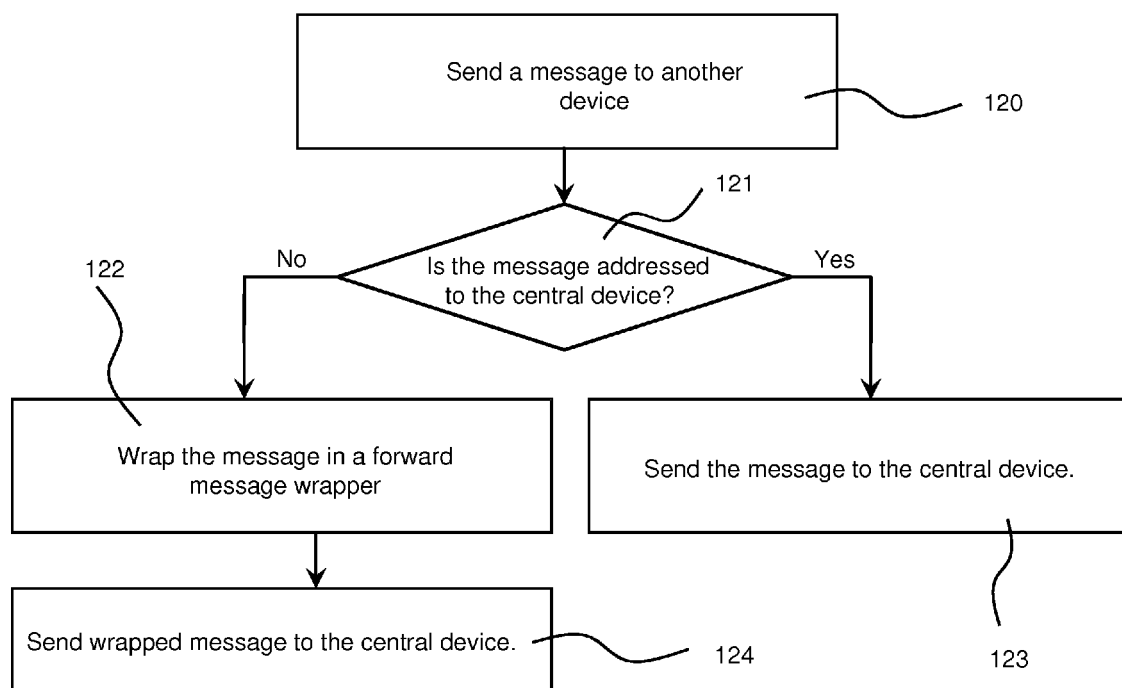 Send a message to another
device
120
121
No
Is the message addressed
to the central device?
Yes
122
Wrap the message in a forward
message wrapper
Send the message to the central device.
Send wrapped message to the central device.
124
123